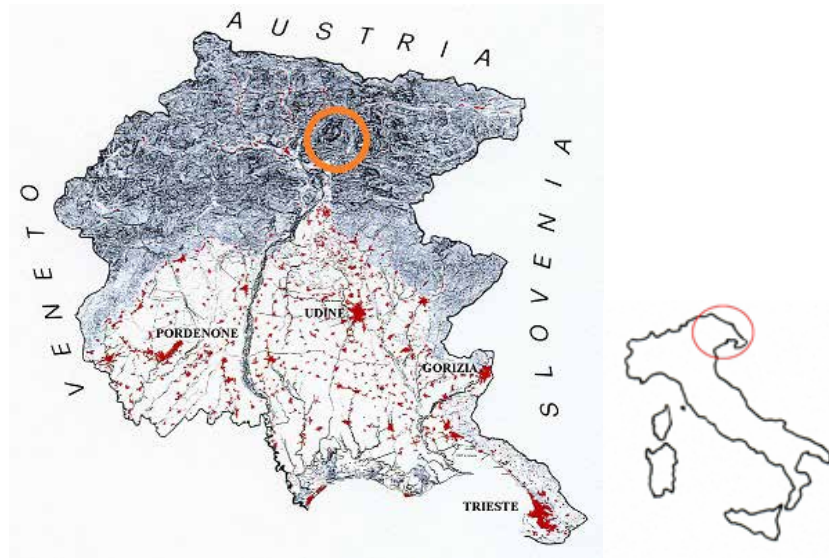 AUSTRIA
VENETO
SLOVENIA
UDINE
PORDENONE
GORIZIA
TRIESTE